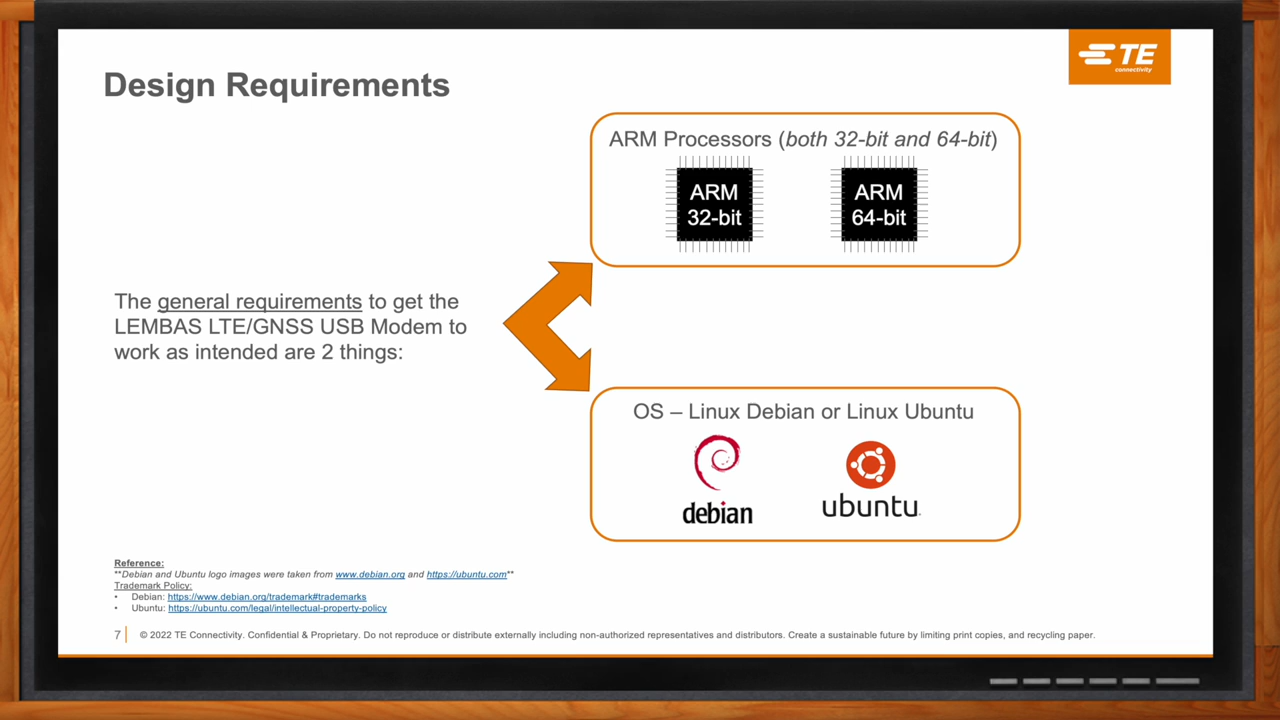 Design Requirements
TE
connectivity
ARM Processors (both 32-bit and 64-bit)
ARM
32-bit
ARM
64-bit
The general requirements to get the
LEMBAS LTE/GNSS USB Modem to
work as intended are 2 things:
OS – Linux Debian or Linux Ubuntu
debian
ubuntu
Reference:
**Debian and Ubuntu logo images were taken from www.debian.org and https://ubuntu.com**
Trademark Policy:
• Debian: https://www.debian.org/trademark#trademarks
• Ubuntu: https://ubuntu.com/legal/intellectual-property-policy
7 | © 2022 TE Connectivity. Confidential & Proprietary. Do not reproduce or distribute externally including non-authorized representatives and distributors. Create a sustainable future by limiting print copies, and recycling paper.